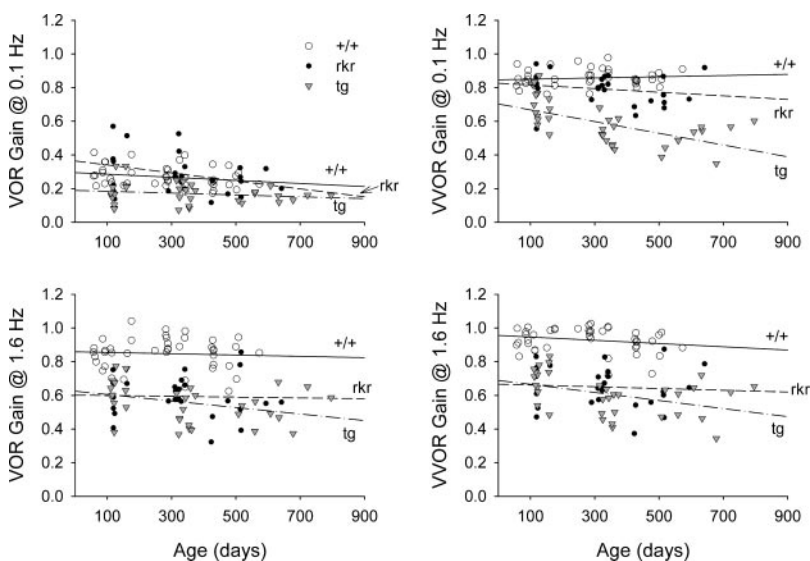 VOR Gain @ 0.1 Hz
1.2
1.0
0.8
0.6
0.4
0.2
0.0
+/+
rkr
tg
+/+
rkr
tg
100 300 500 700 900
VVOR Gain @ 0.1 Hz
1.2
1.0
0.8
0.6
0.4
0.2
0.0
+/+
rkr
tg
100 300 500 700 900
VOR Gain @ 1.6 Hz
1.2
1.0
0.8
0.6
0.4
0.2
0.0
+/+
rkr
tg
100 300 500 700 900
Age (days)
VVOR Gain @ 1.6 Hz
1.2
1.0
0.8
0.6
0.4
0.2
0.0
+/+
rkr
tg
100 300 500 700 900
Age (days)